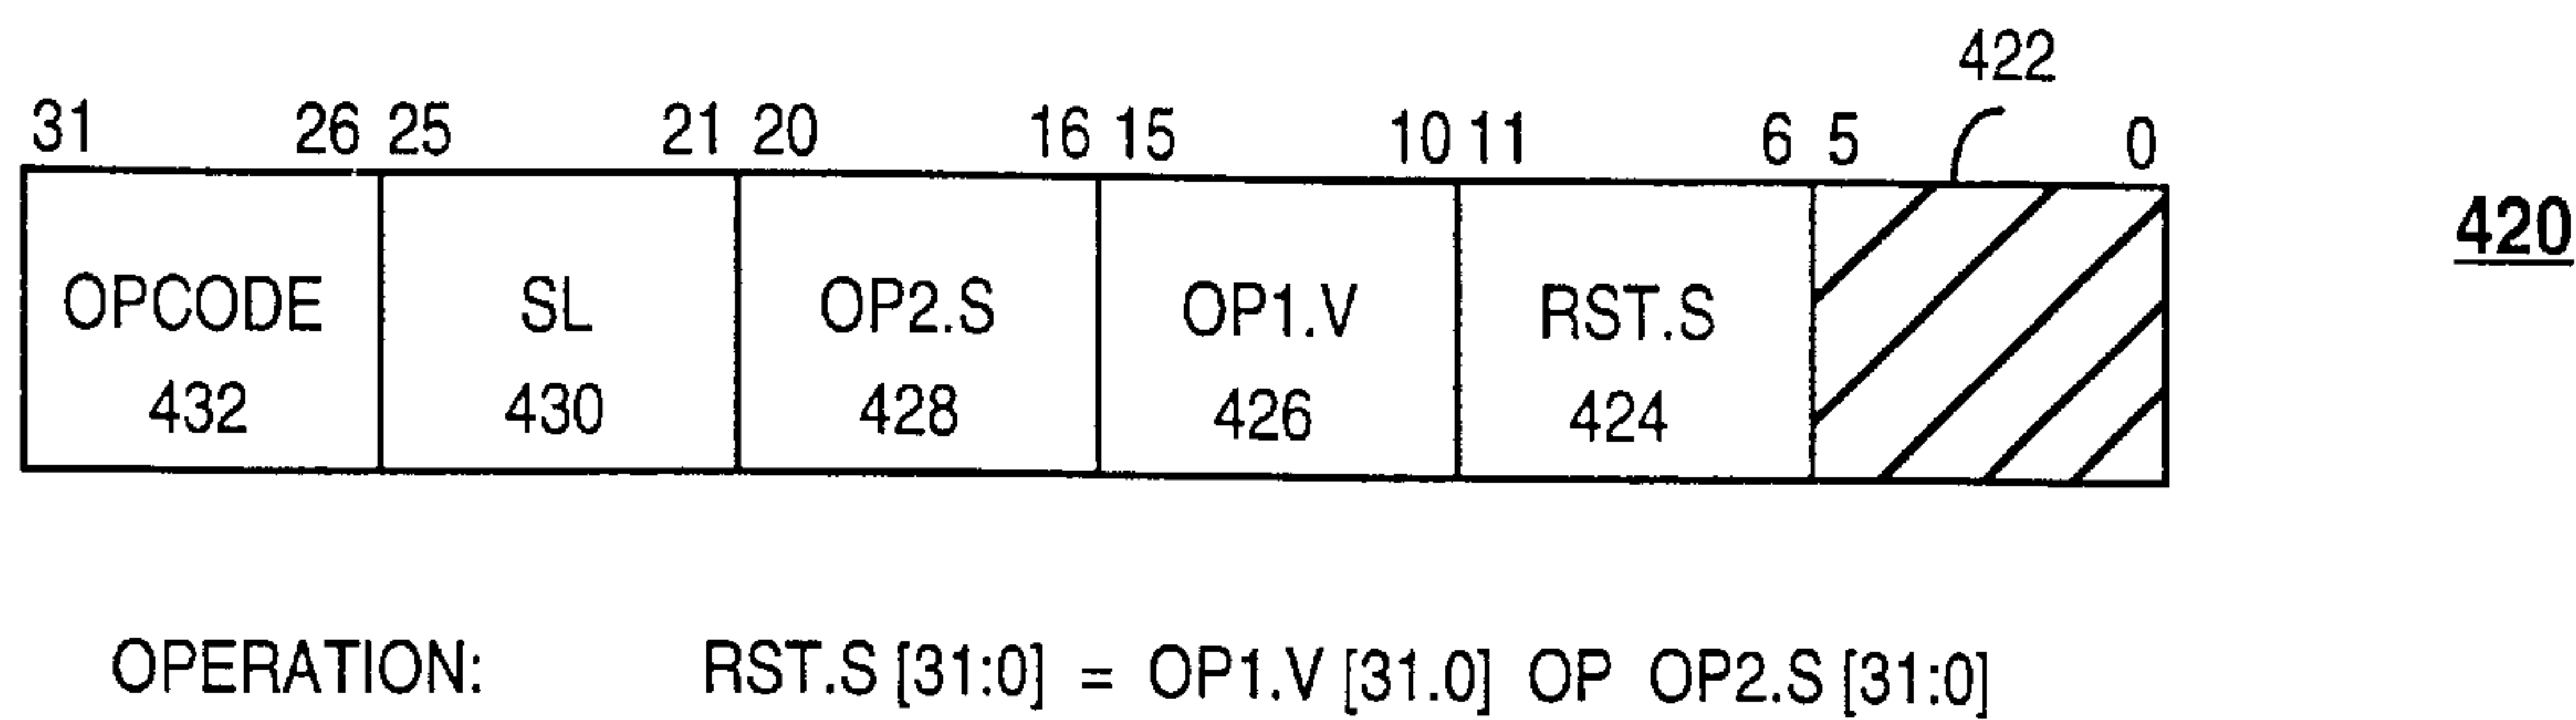 422
31 26 25 21 20 16 15 10 11 6 5 0
420
OPCODE SL OP2.S OP1.V RST.S
432 430 428 426 424
OPERATION: RST.S [31:0] = OP1.V [31.0] OP OP2.S [31:0]